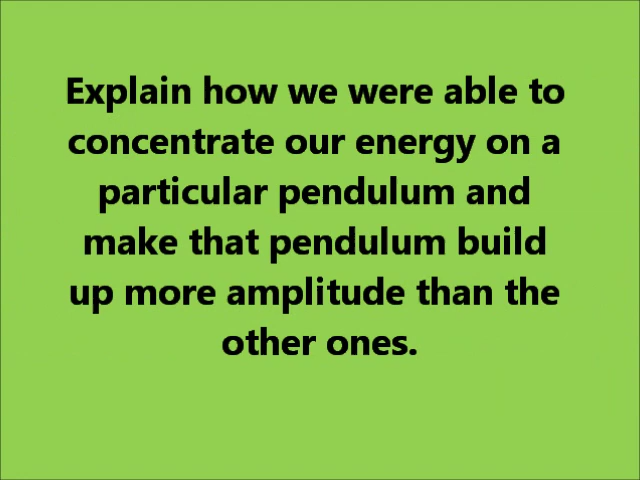 Explain how we were able to
concentrate our energy on a
particular pendulum and
make that pendulum build
up more amplitude than the
other ones.